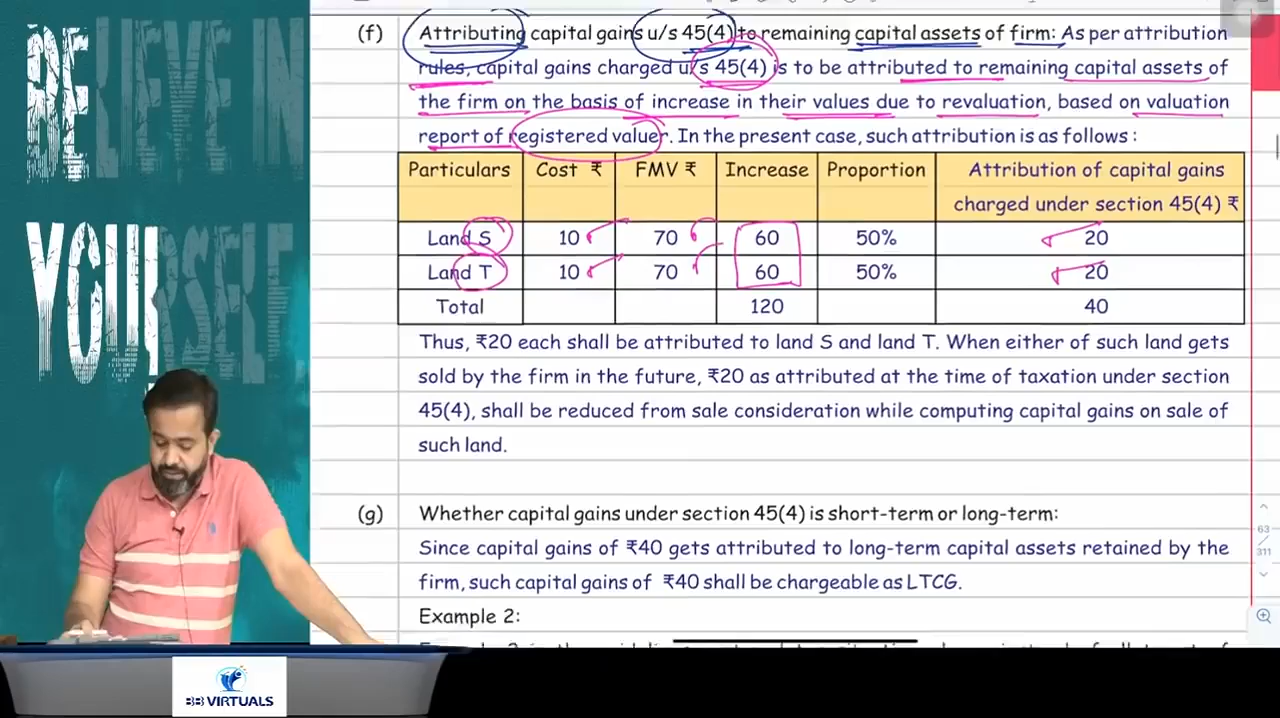 BELIEVE IN
YOURSELF
(f) Attributing capital gains u/s 45(4) to remaining capital assets of firm: As per attribution
rules, capital gains charged u/s 45(4) is to be attributed to remaining capital assets of
the firm on the basis of increase in their values due to revaluation, based on valuation
report of registered valuer. In the present case, such attribution is as follows :
Particulars Cost ₹ FMV ₹ Increase Proportion Attribution of capital gains
charged under section 45(4) ₹
Land S 10 70 60 50% 20
Land T 10 70 60 50% 20
Total 120 40
Thus, ₹20 each shall be attributed to land S and land T. When either of such land gets
sold by the firm in the future, ₹20 as attributed at the time of taxation under section
45(4), shall be reduced from sale consideration while computing capital gains on sale of
such land.
(g) Whether capital gains under section 45(4) is short-term or long-term:
Since capital gains of ₹40 gets attributed to long-term capital assets retained by the
firm, such capital gains of ₹40 shall be chargeable as LTCG.
Example 2:
63
/
311
BB VIRTUALS